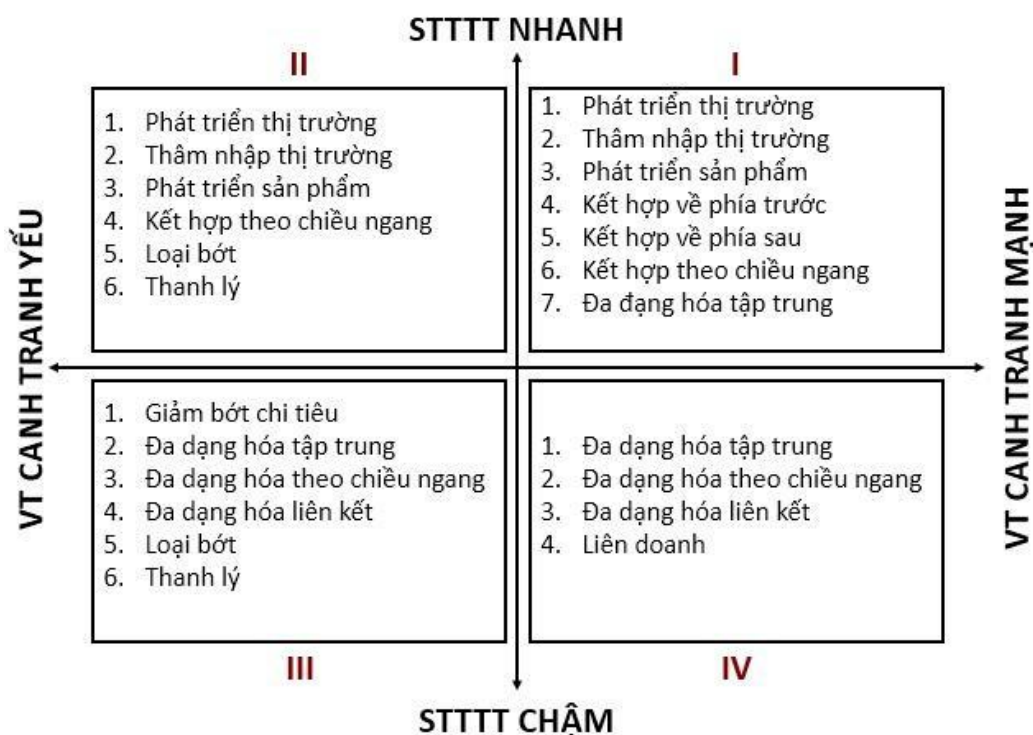 STTTT NHANH
II
1. Phát triển thị trường
2. Thâm nhập thị trường
3. Phát triển sản phẩm
4. Kết hợp theo chiều ngang
5. Loại bớt
6. Thanh lý
I
1. Phát triển thị trường
2. Thâm nhập thị trường
3. Phát triển sản phẩm
4. Kết hợp về phía trước
5. Kết hợp về phía sau
6. Kết hợp theo chiều ngang
7. Đa đạng hóa tập trung
VT CANH TRANH YẾU
VT CANH TRANH MẠNH
1. Giảm bớt chi tiêu
2. Đa dạng hóa tập trung
3. Đa dạng hóa theo chiều ngang
4. Đa dạng hóa liên kết
5. Loại bớt
6. Thanh lý
III
1. Đa dạng hóa tập trung
2. Đa dạng hóa theo chiều ngang
3. Đa dạng hóa liên kết
4. Liên doanh
IV
STTTT CHẬM